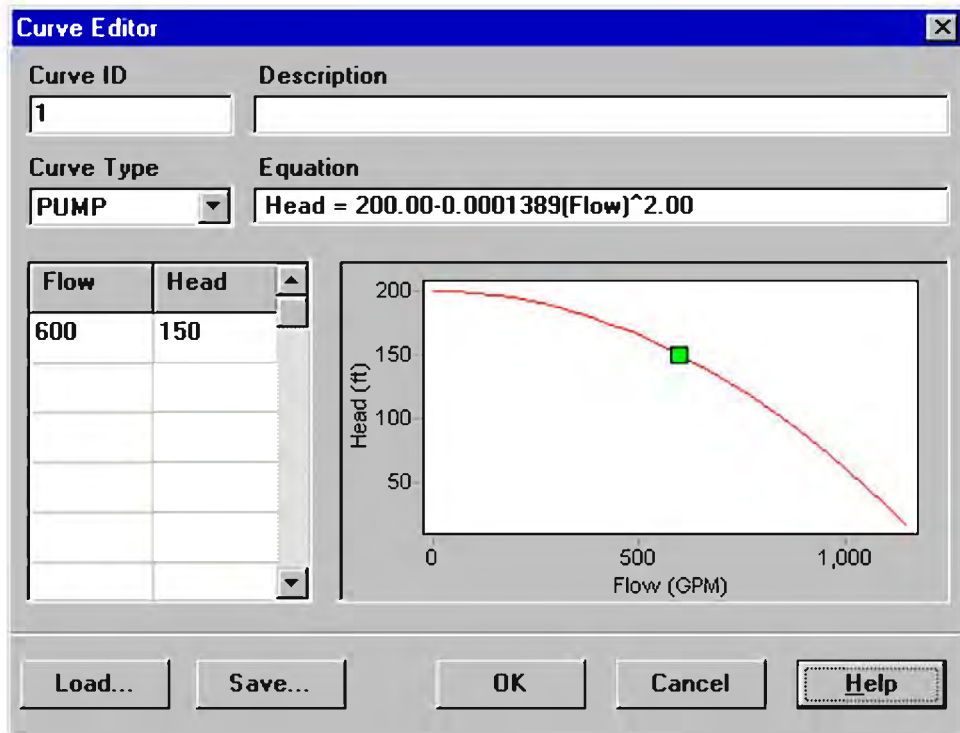 Curve Editor
Curve ID
Description
1
Curve Type
Equation
PUMP
Head = 200.00-0.0001389(Flow)^2.00
Flow Head
600 150
200
150
100
50
Head (ft)
0 500 1,000
Flow (GPM)
Load... Save... OK Cancel Help